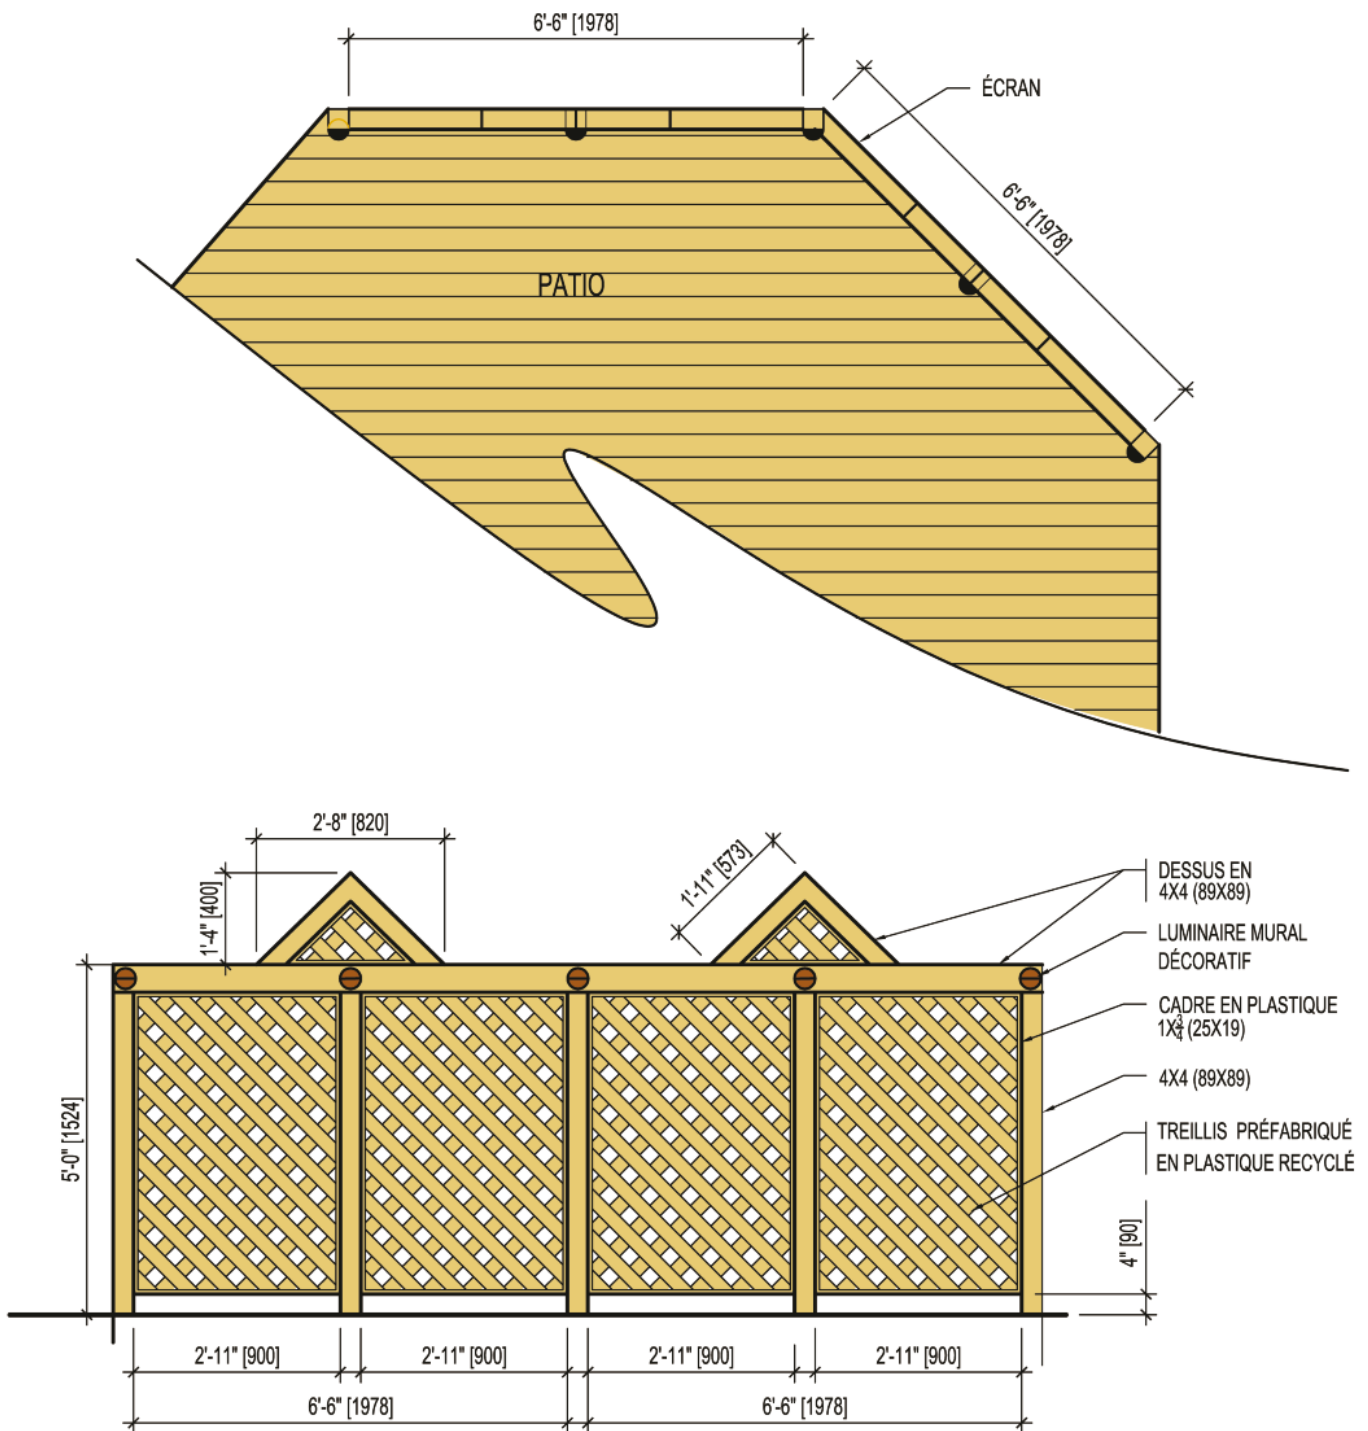 6'-6" [1978]
ÉCRAN
6'-6" [1978]
PATIO
2'-8" [820]
1'-4" [400]
1'-11" [573]
DESSUS EN
4X4 (89X89)
LUMINAIRE MURAL
DÉCORATIF
CADRE EN PLASTIQUE
1X3/4 (25X19)
4X4 (89X89)
TREILLIS PRÉFABRIQUÉ
EN PLASTIQUE RECYCLÉ
5'-0" [1524]
4" [90]
2'-11" [900] 2'-11" [900] 2'-11" [900] 2'-11" [900]
6'-6" [1978] 6'-6" [1978]